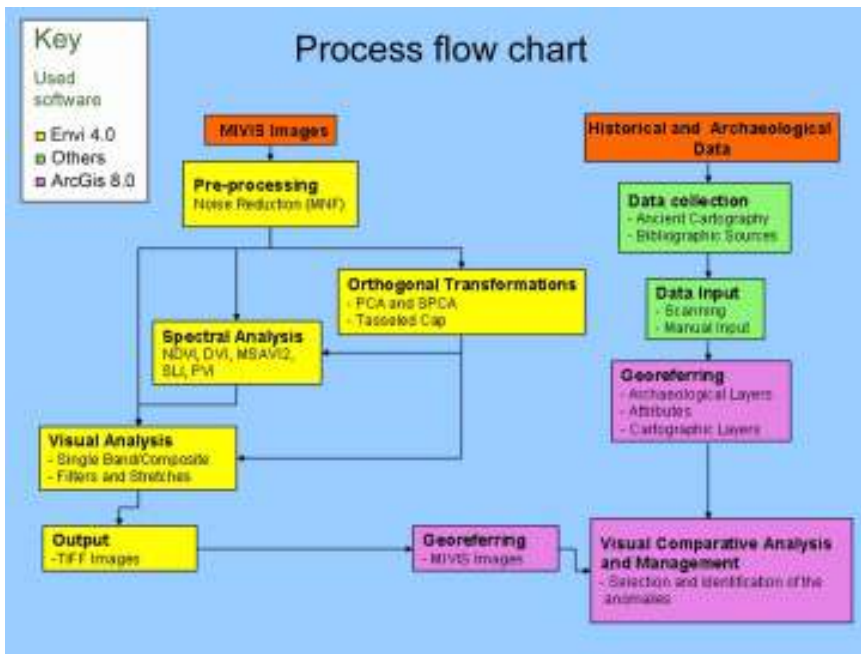 Process flow chart
Key
Used
software
Envi 4.0
Others
ArcGis 8.0
MIVIS Images
Pre-processing
Noise Reduction (MNF)
Orthogonal Transformations
- PCA and SPCA
- Tasseled Cap
Spectral Analysis
NDVI, DVI, MSAVI2,
SLI, PVI
Visual Analysis
- Single Band/Composite
- Filters and Stretches
Output
-TIFF Images
Georeferring
- MIVIS Images
Historical and Archaeological
Data
Data collection
- Ancient Cartography
- Bibliographic Sources
Data Input
- Scanning
- Manual Input
Georeferring
- Archaeological Layers
- Attributes
- Cartographic Layers
Visual Comparative Analysis
and Management
- Selection and identification of the
anomalies